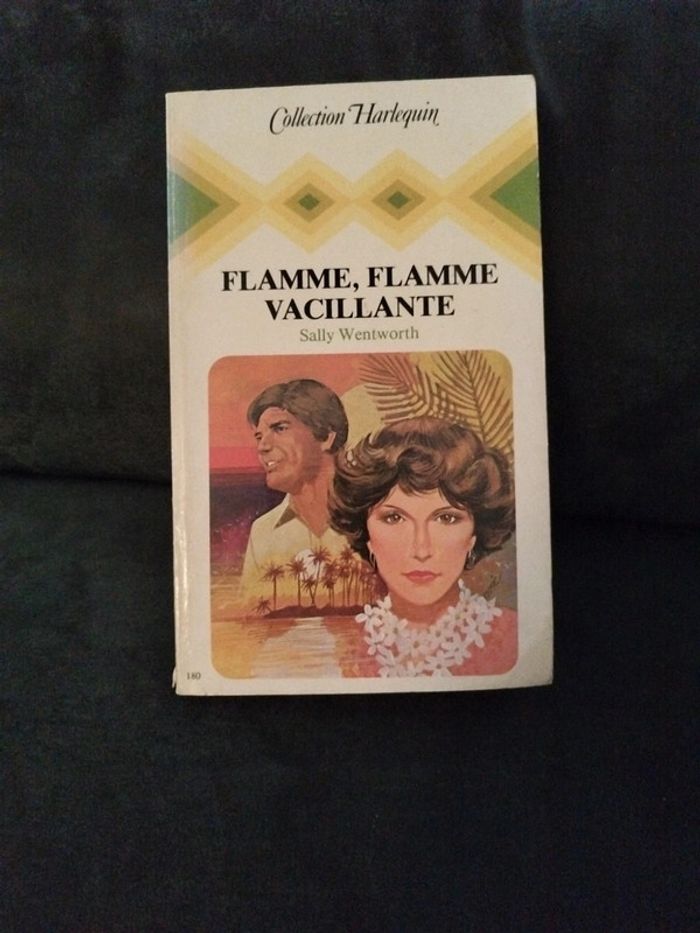 Collection Harlequin
FLAMME, FLAMME
VACILLANTE
Sally Wentworth
180